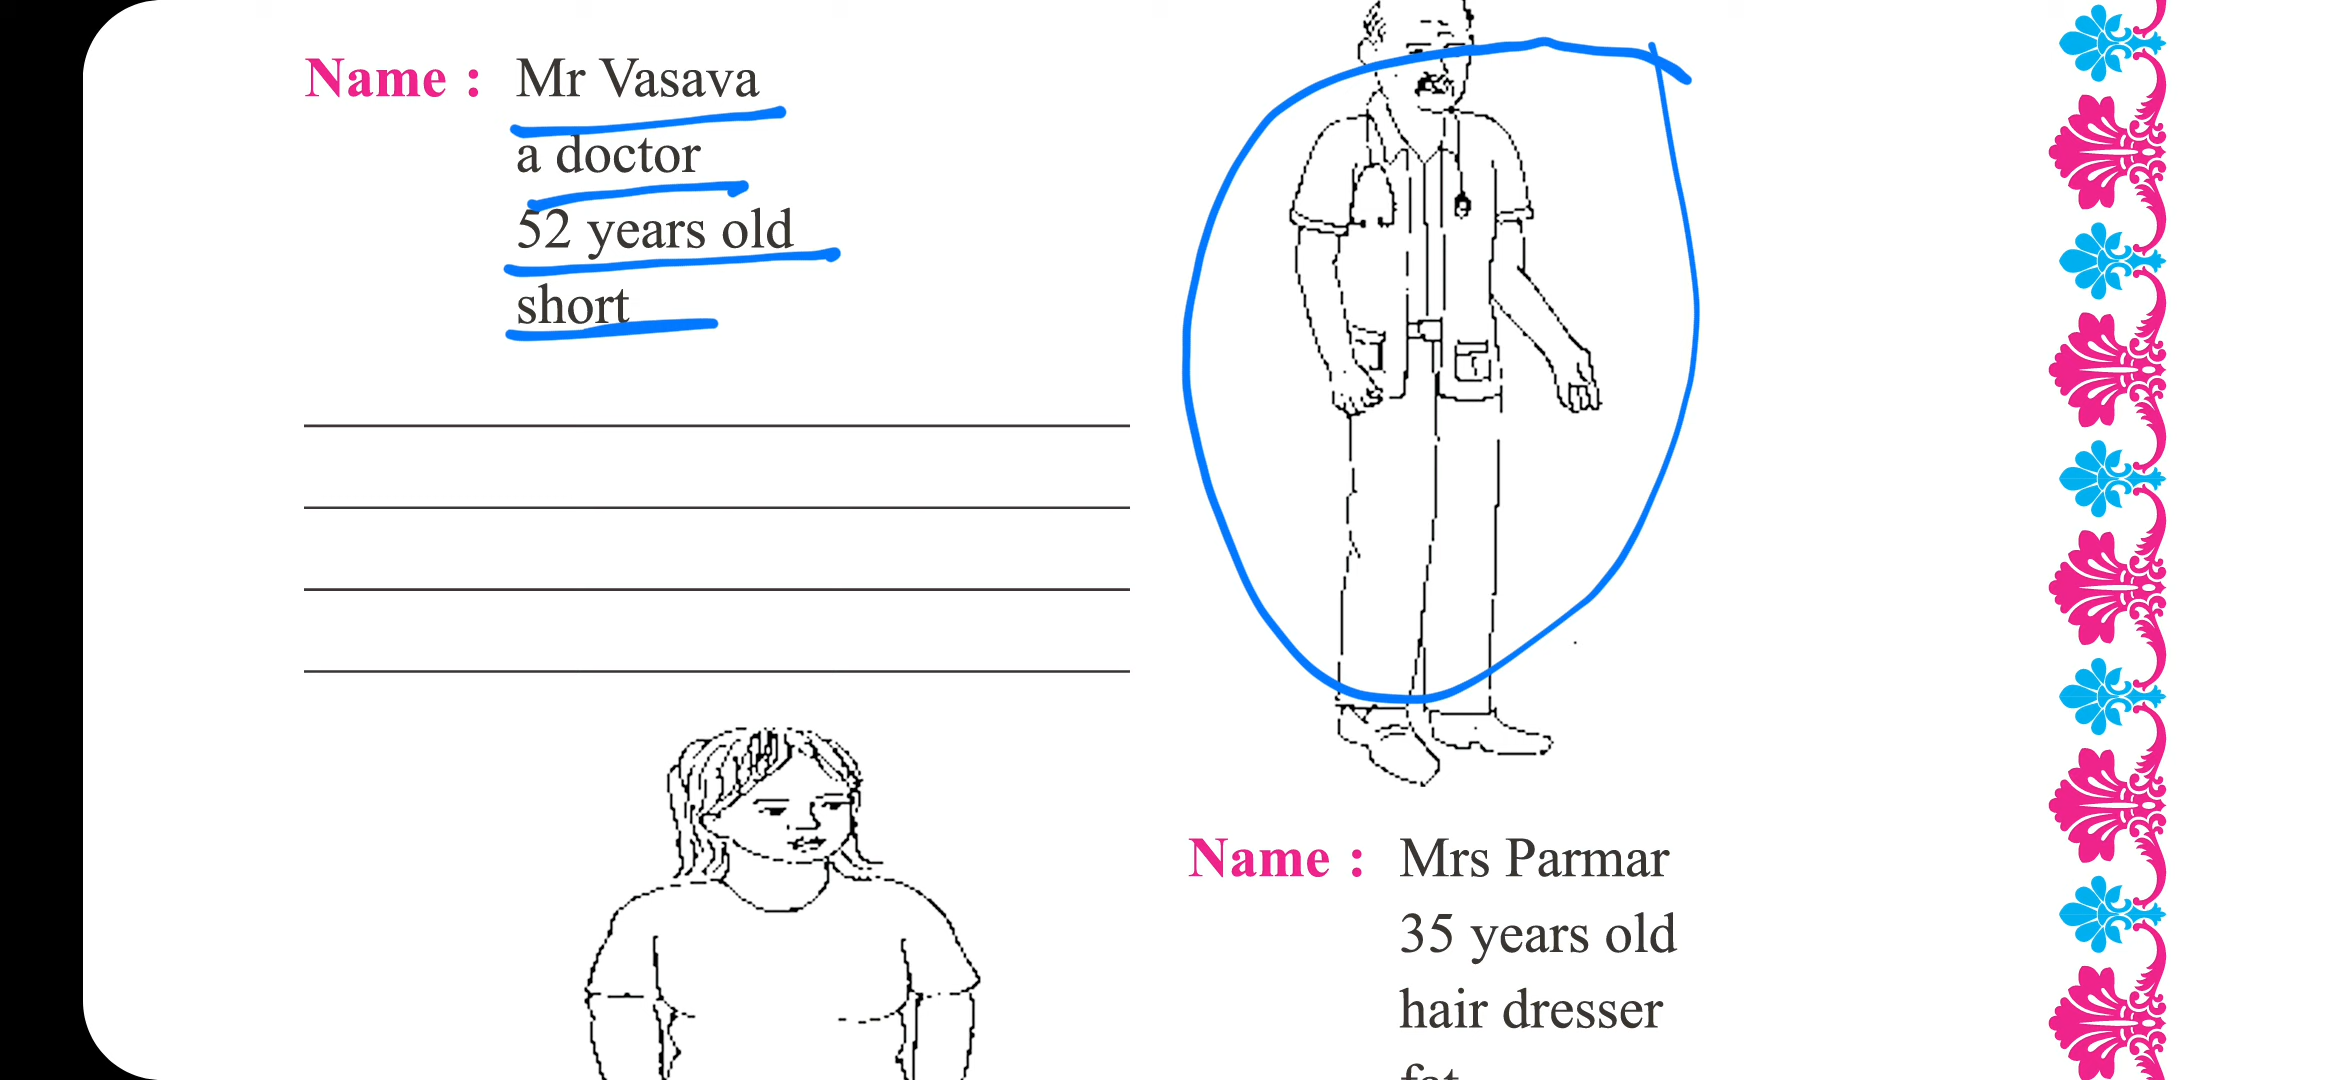 Name : Mr Vasava
a doctor
52 years old
short
Name : Mrs Parmar
35 years old
hair dresser